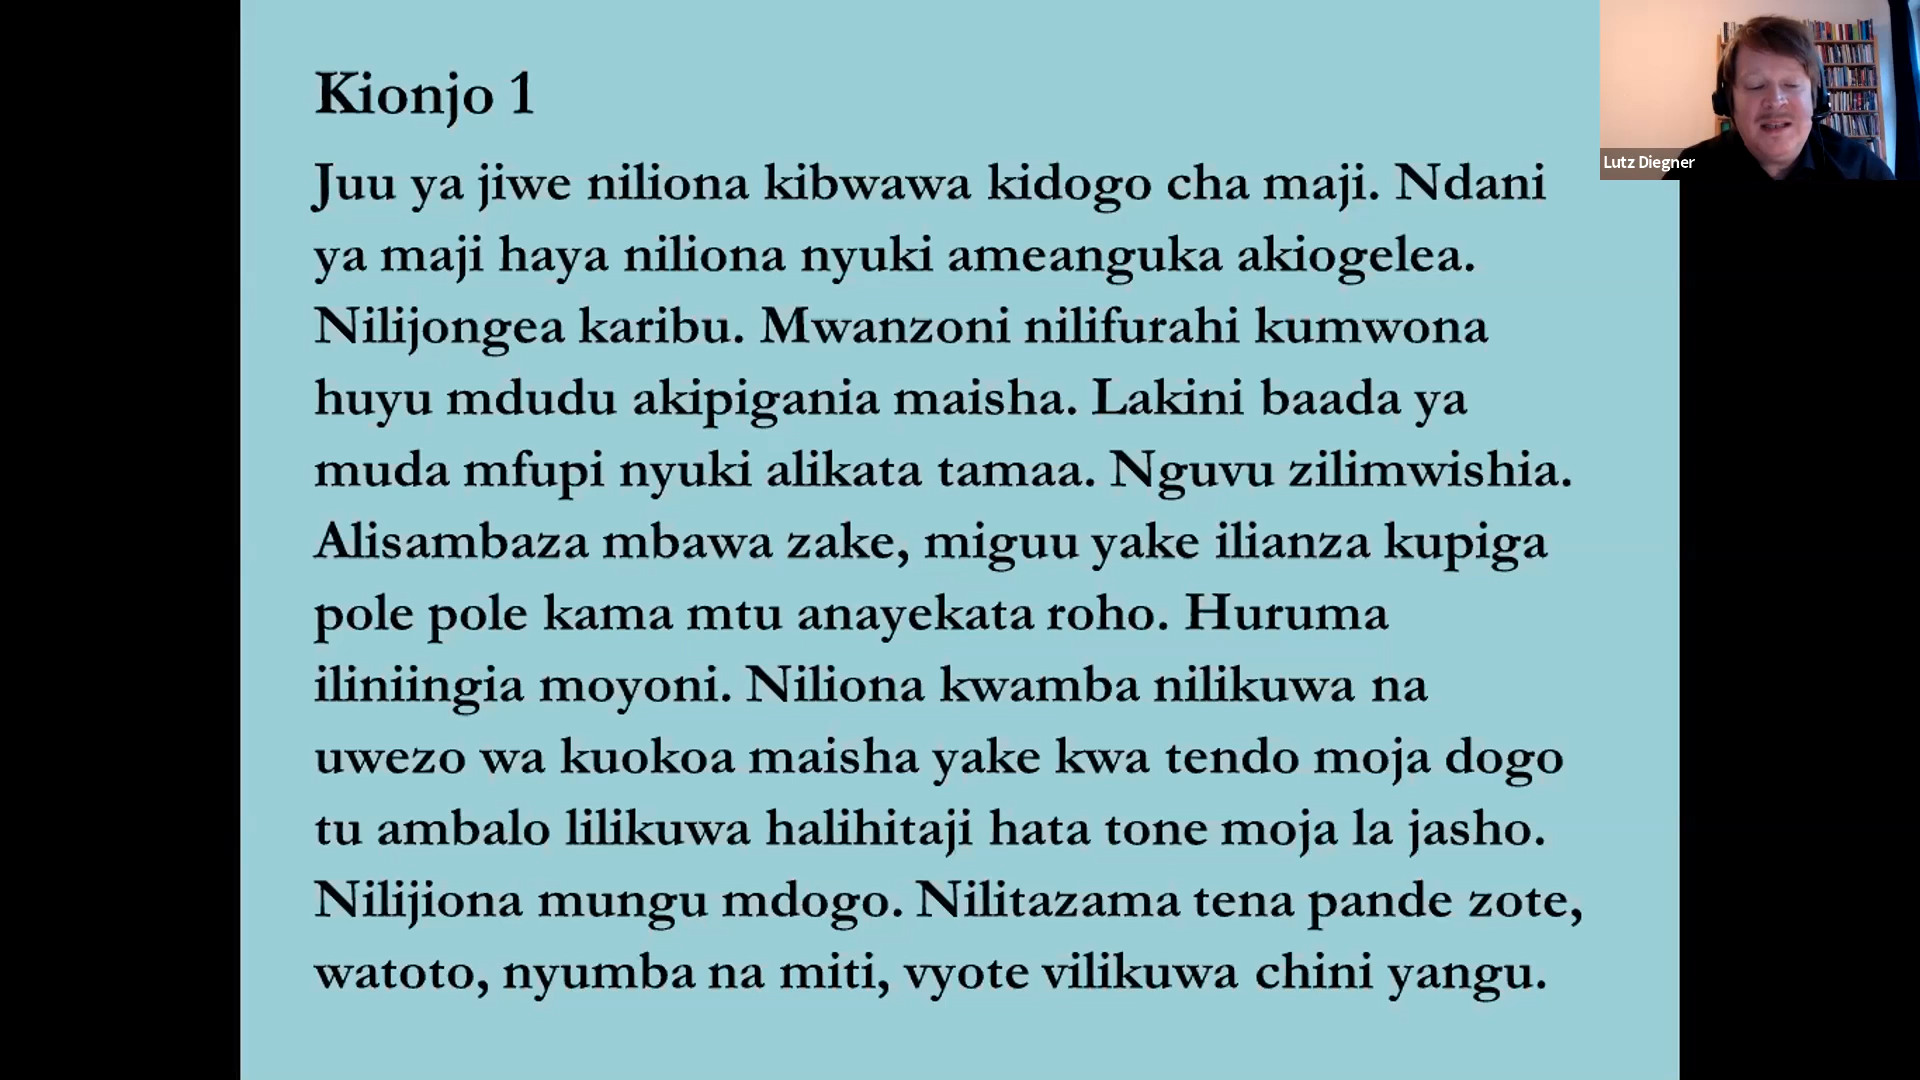 Kionjo 1
Juu ya jiwe niliona kibwawa kidogo cha maji. Ndani
ya maji haya niliona nyuki ameanguka akiogelea.
Nilijongea karibu. Mwanzoni nilifurahi kumwona
huyu mdudu akipigania maisha. Lakini baada ya
muda mfupi nyuki alikata tamaa. Nguvu zilimwishia.
Alisambaza mbawa zake, miguu yake ilianza kupiga
pole pole kama mtu anayekata roho. Huruma
iliniingia moyoni. Niliona kwamba nilikuwa na
uwezo wa kuokoa maisha yake kwa tendo moja dogo
tu ambalo lilikuwa halihitaji hata tone moja la jasho.
Nilijiona mungu mdogo. Nilitazama tena pande zote,
watoto, nyumba na miti, vyote vilikuwa chini yangu.
Lutz Diegner